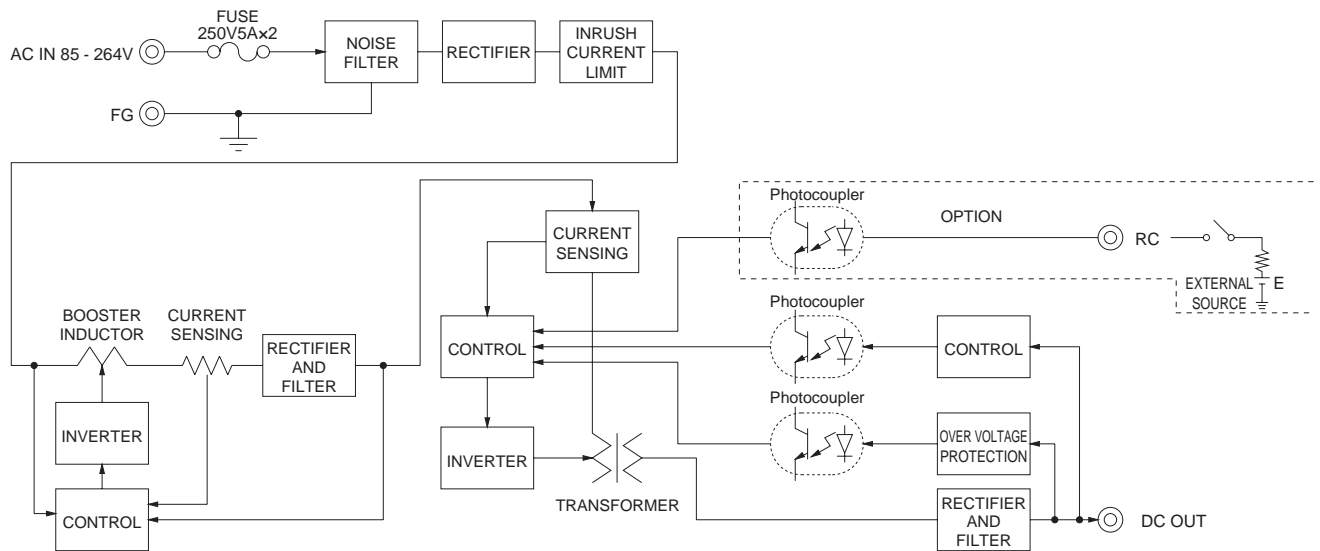 FUSE
250V5A×2
AC IN 85 - 264V
NOISE
FILTER
RECTIFIER
INRUSH
CURRENT
LIMIT
FG
Photocoupler
OPTION
RC
CURRENT
SENSING
EXTERNAL
SOURCE
E
BOOSTER
INDUCTOR
CURRENT
SENSING
RECTIFIER
AND
FILTER
CONTROL
Photocoupler
CONTROL
Photocoupler
INVERTER
INVERTER
OVER VOLTAGE
PROTECTION
TRANSFORMER
CONTROL
RECTIFIER
AND
FILTER
DC OUT